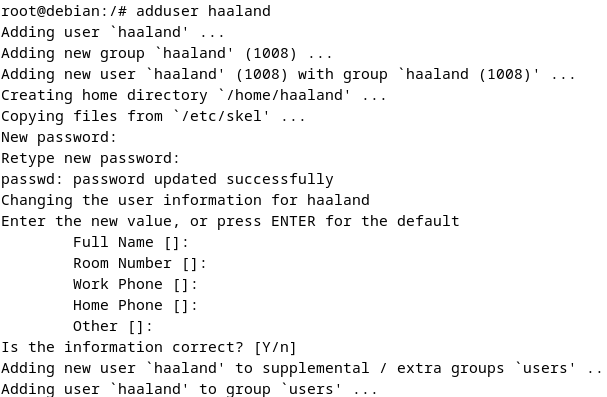 root@debian:/# adduser haaland
Adding user `haaland' ...
Adding new group `haaland' (1008) ...
Adding new user `haaland' (1008) with group `haaland (1008)' ...
Creating home directory `/home/haaland' ...
Copying files from `/etc/skel' ...
New password:
Retype new password:
passwd: password updated successfully
Changing the user information for haaland
Enter the new value, or press ENTER for the default
        Full Name []:
        Room Number []:
        Work Phone []:
        Home Phone []:
        Other []:
Is the information correct? [Y/n]
Adding new user `haaland' to supplemental / extra groups `users' ..
Adding user `haaland' to group `users' ...